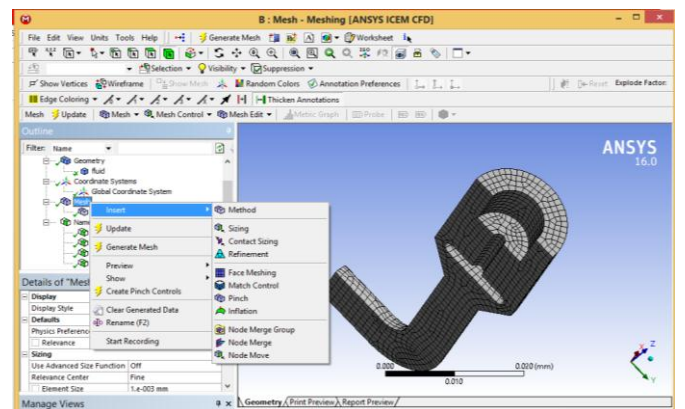 B : Mesh - Meshing [ANSYS ICEM CFD]
File Edit View Units Tools Help Generate Mesh Worksheet
Selection Visibility Suppression
Show Vertices Wireframe Show Mesh Random Colors Annotation Preferences Reset Explode Factor:
Edge Coloring Thicken Annotations
Mesh Update Mesh Mesh Control Mesh Edit Metric Graph Probe
Outline
Filter: Name
Geometry
fluid
Coordinate Systems
Global Coordinate System
Mesh
Insert
Method
Update
Sizing
Contact Sizing
Generate Mesh
Refinement
Preview
Face Meshing
Show
Match Control
Create Pinch Controls
Pinch
Clear Generated Data
Inflation
Rename (F2)
Node Merge Group
Start Recording
Node Merge
Node Move
Details of "Mesh
Display
Display Style
Defaults
Physics Preference
Relevance
Sizing
Use Advanced Size Function Off
Relevance Center Fine
Element Size 1.e-003 mm
Manage Views
ANSYS
16.0
0.000 0.020 (mm)
0.010
Z
Y
Geometry Print Preview Report Preview